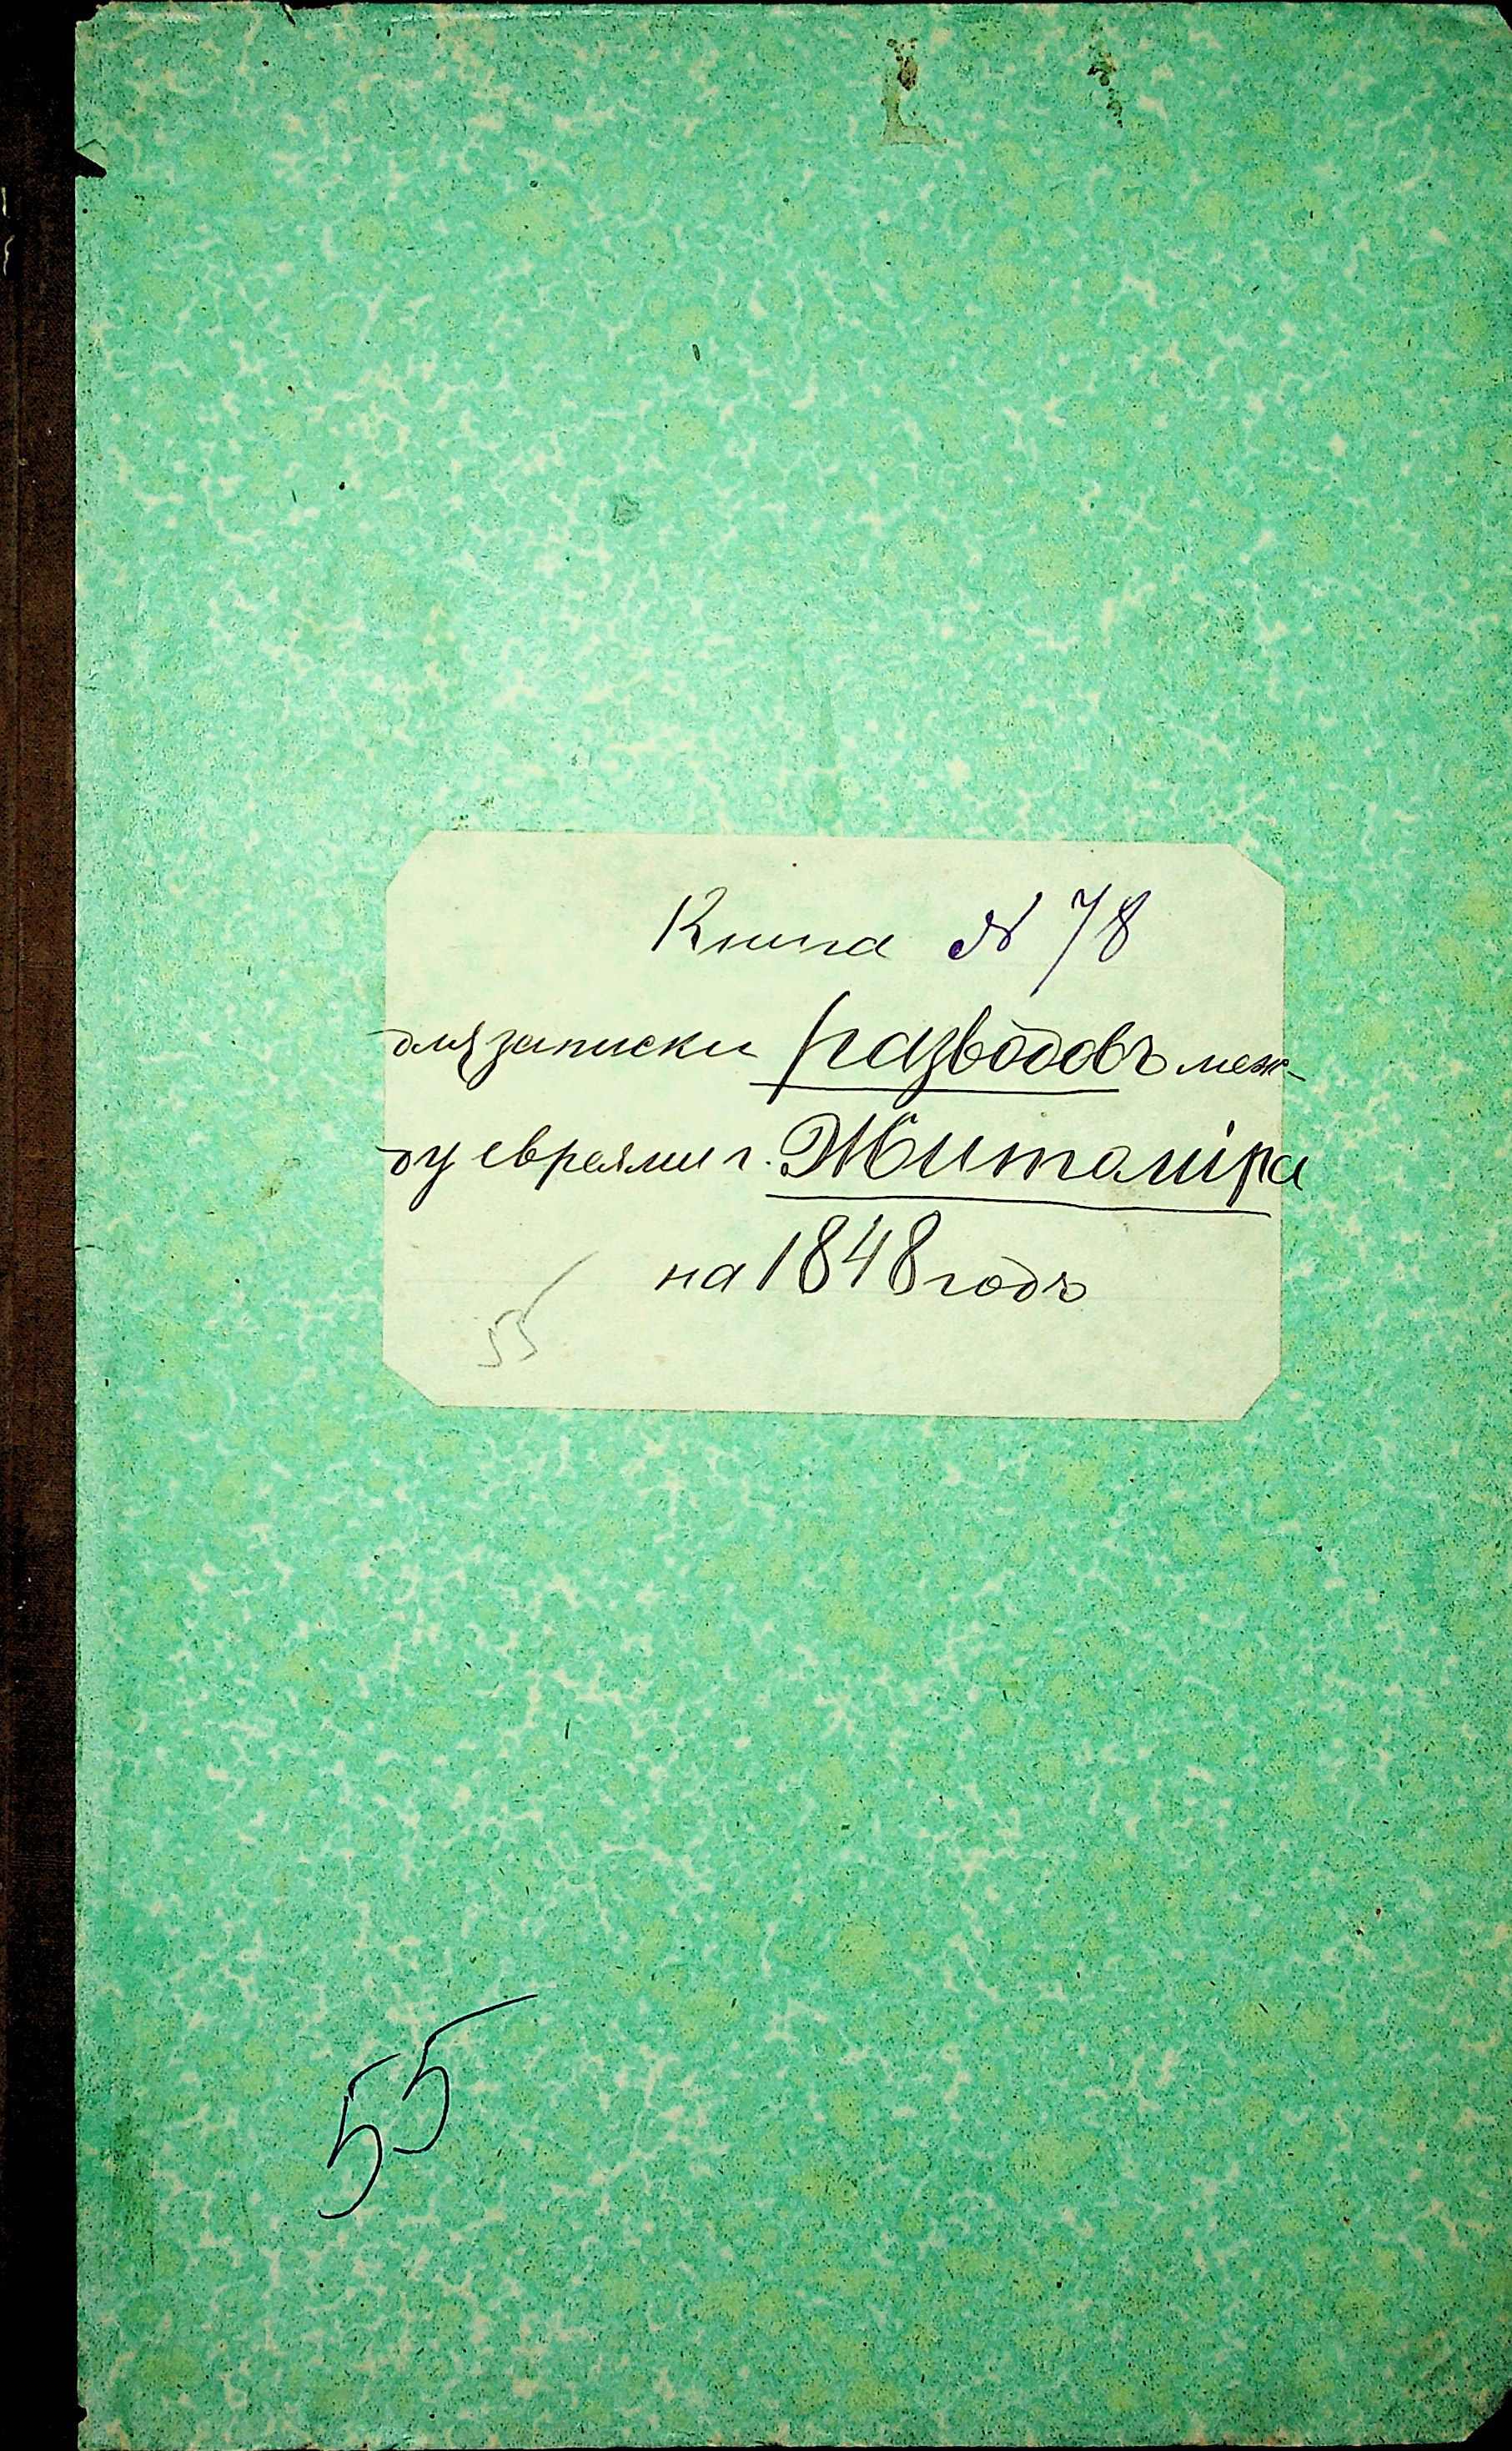 Книга № 78
для записки разводовъ меж-
ду евреями г. Житоміра
на 1848 годъ
55
55